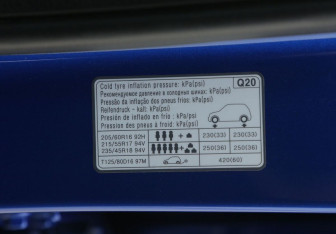 Cold tyre inflation pressure: kPa(psi) Q20
Рекомендуемое давление в холодных шинах: kPa(psi)
Pressão da inflação dos pneus frios: kPa(psi)
Reifendruck - kalt : kPa(psi)
Presión de inflación en frio : kPa(psi)
Pression des pneus à froid: kPa(psi)
205/60R16 92H 230(33) 230(33)
215/55R17 94V 250(36) 250(36)
235/45R18 94V
T125/80D16 97M 420(60)